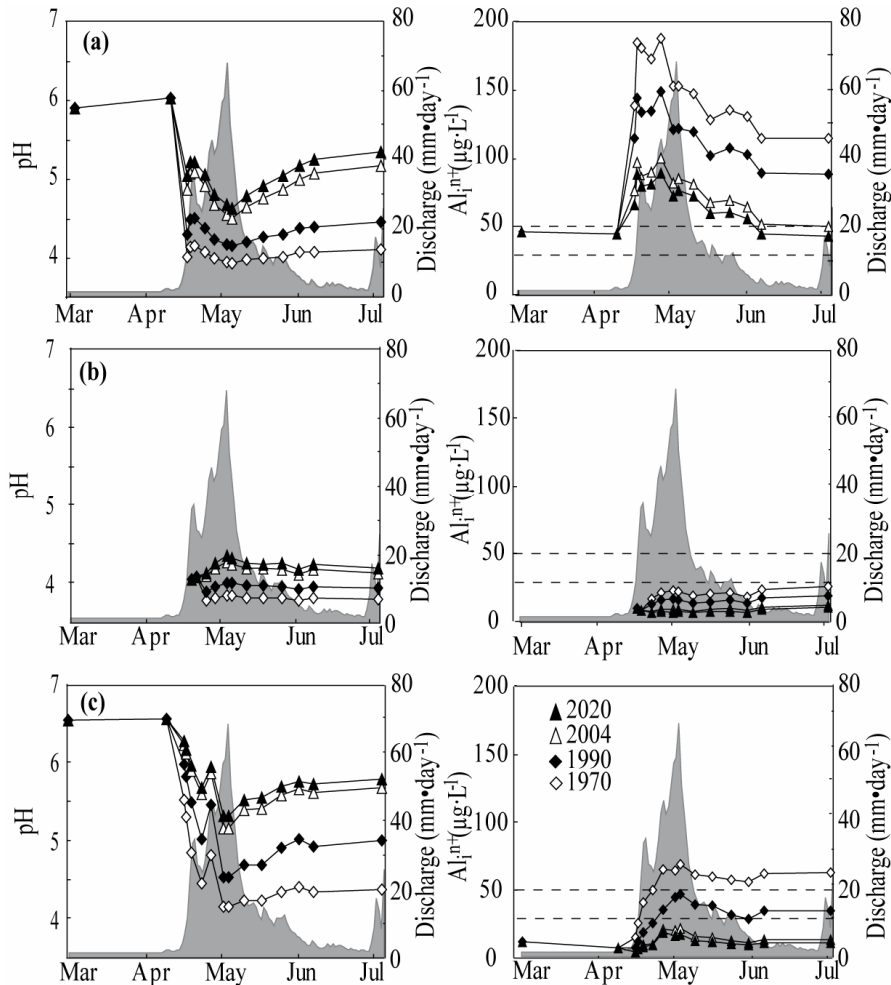 (a)
pH
7
6
5
4
Discharge (mm•day⁻¹)
80
60
40
20
0
Mar Apr May Jun Jul
Alᵢⁿ⁺(µg·L⁻¹)
200
150
100
50
0
Discharge (mm•day⁻¹)
80
60
40
20
0
Mar Apr May Jun Jul
(b)
pH
7
6
5
4
Discharge (mm•day⁻¹)
80
60
40
20
0
Mar Apr May Jun Jul
Alᵢⁿ⁺(µg·L⁻¹)
200
150
100
50
0
Discharge (mm•day⁻¹)
80
60
40
20
0
Mar Apr May Jun Jul
(c)
pH
7
6
5
4
Discharge (mm•day⁻¹)
80
60
40
20
0
Mar Apr May Jun Jul
Alᵢⁿ⁺(µg·L⁻¹)
200
150
100
50
0
2020
2004
1990
1970
Discharge (mm•day⁻¹)
80
60
40
20
0
Mar Apr May Jun Jul